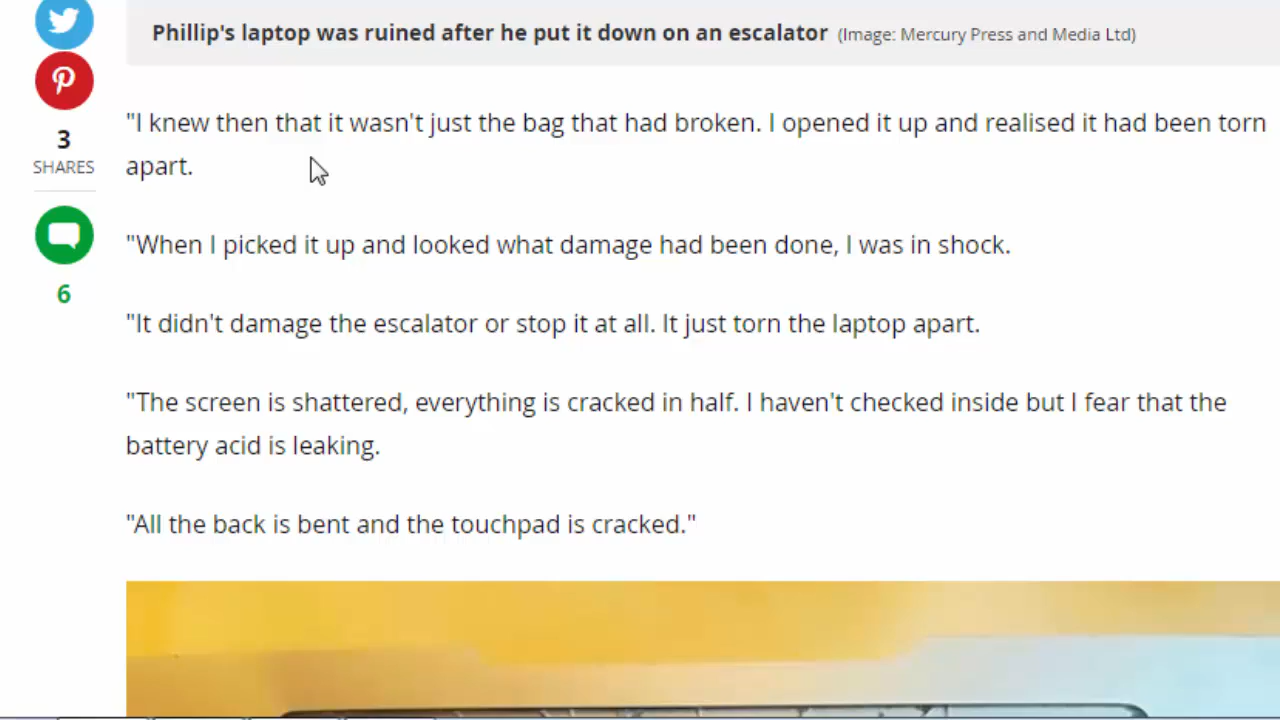 Phillip's laptop was ruined after he put it down on an escalator (Image: Mercury Press and Media Ltd)
3
SHARES
6
"I knew then that it wasn't just the bag that had broken. I opened it up and realised it had been torn
apart.
"When I picked it up and looked what damage had been done, I was in shock.
"It didn't damage the escalator or stop it at all. It just torn the laptop apart.
"The screen is shattered, everything is cracked in half. I haven't checked inside but I fear that the
battery acid is leaking.
"All the back is bent and the touchpad is cracked."